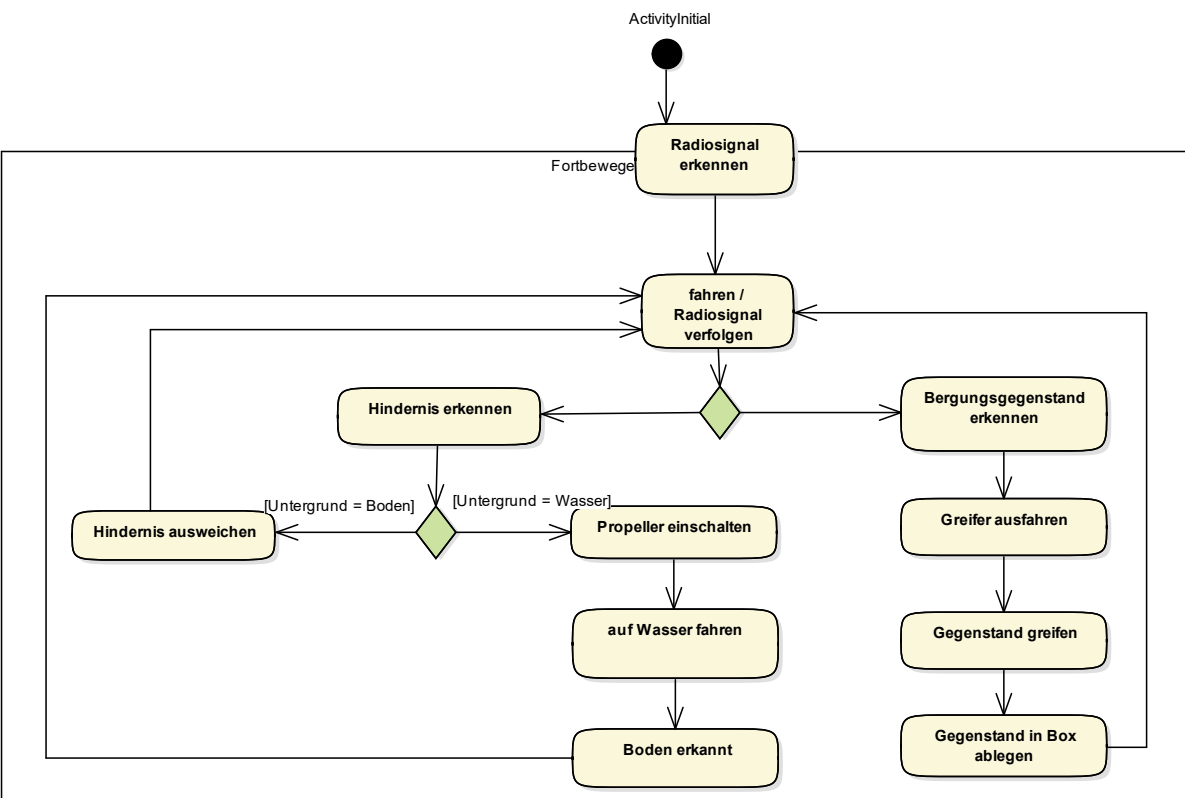 ActivityInitial
Radiosignal
erkennen
Fortbewege
fahren /
Radiosignal
verfolgen
Hindernis erkennen
Bergungsgegenstand
erkennen
[Untergrund = Boden]
[Untergrund = Wasser]
Hindernis ausweichen
Propeller einschalten
Greifer ausfahren
auf Wasser fahren
Gegenstand greifen
Boden erkannt
Gegenstand in Box
ablegen